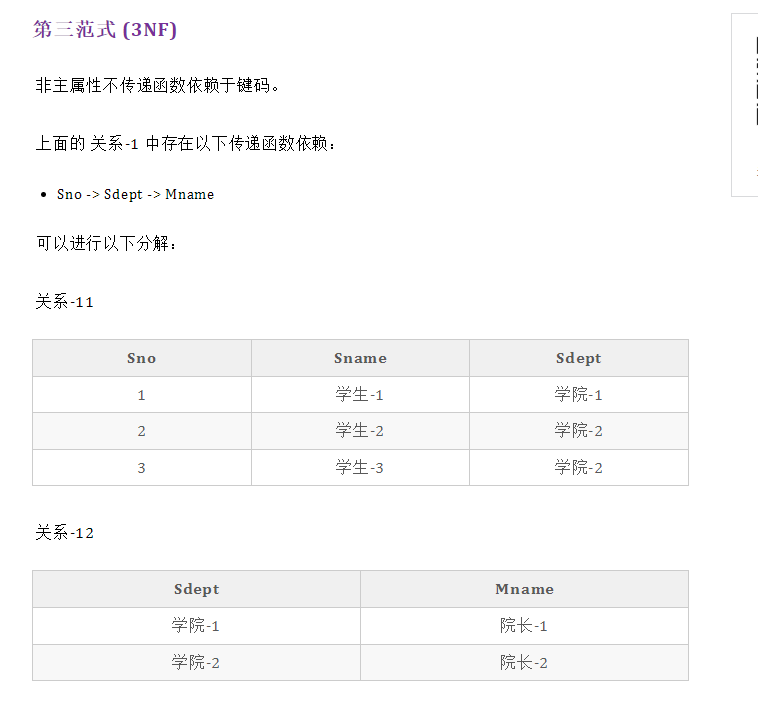 第三范式 (3NF)
非主属性不传递函数依赖于键码。
上面的 关系-1 中存在以下传递函数依赖：
• Sno -> Sdept -> Mname
可以进行以下分解：
关系-11
Sno Sname Sdept
1 学生-1 学院-1
2 学生-2 学院-2
3 学生-3 学院-2
关系-12
Sdept Mname
学院-1 院长-1
学院-2 院长-2